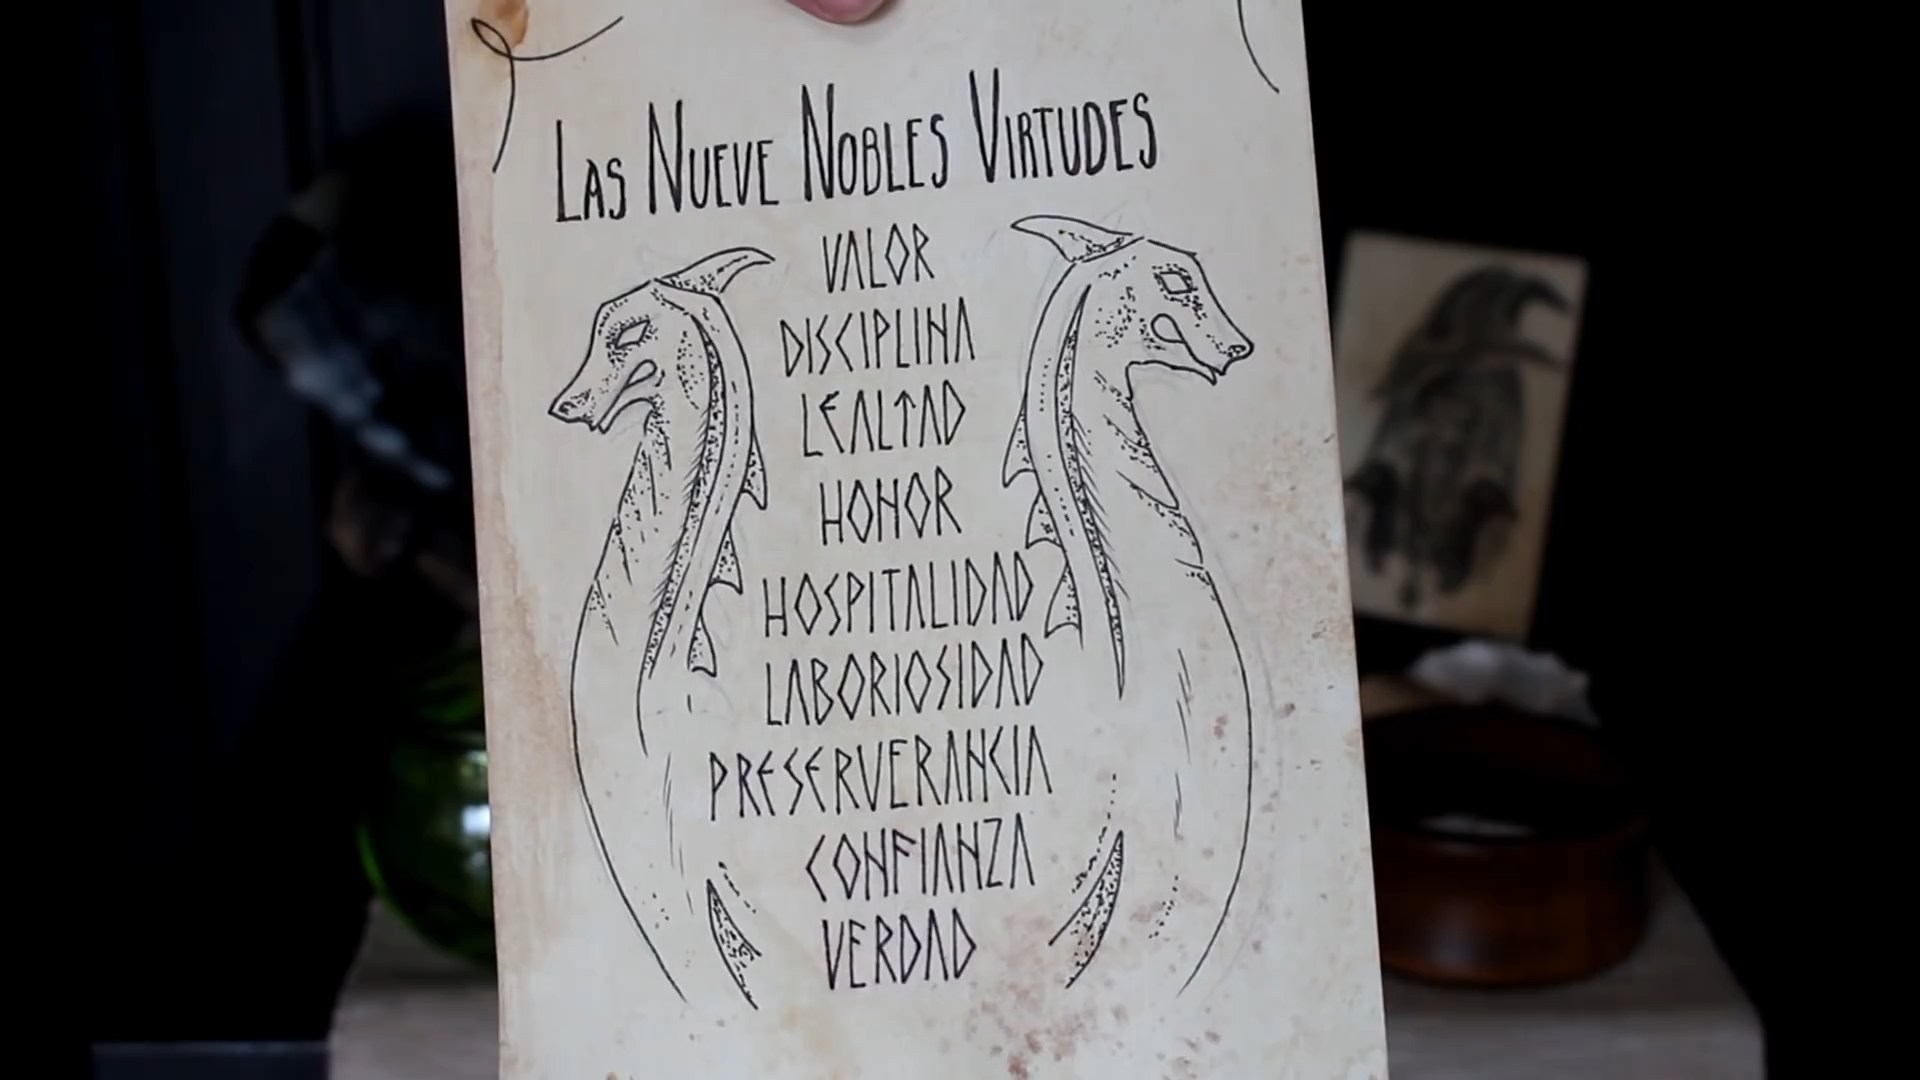 LAS NUEVE NOBLES VIRTUDES
VALOR
DISCIPLINA
LEALTAD
HONOR
HOSPITALIDAD
LABORIOSIDAD
PRESERVERANCIA
CONFIANZA
VERDAD